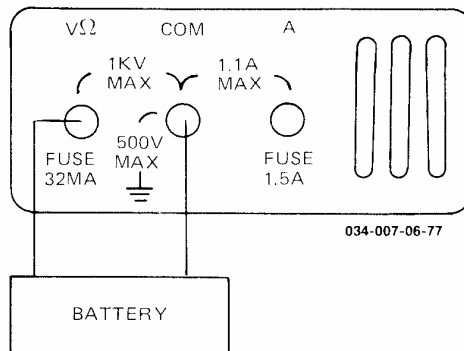 VΩ COM A
1KV MAX
1.1A MAX
500V MAX
FUSE 32MA
FUSE 1.5A
034-007-06-77
BATTERY